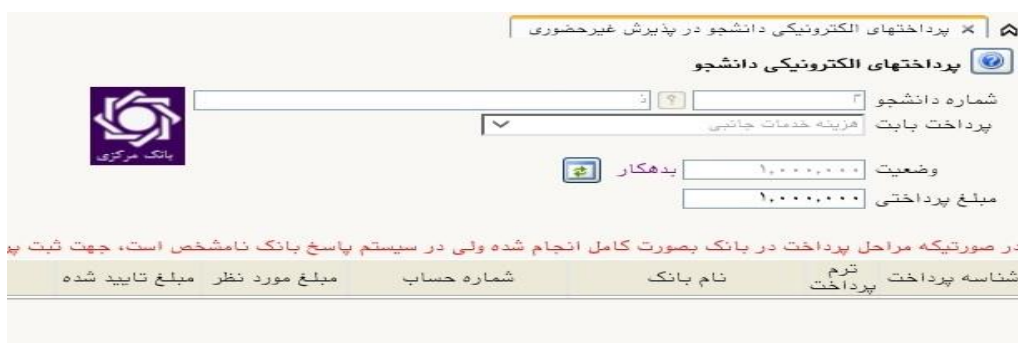 پرداختهای الکترونیکی دانشجو در پذیرش غیرحضوری
پرداختهای الکترونیکی دانشجو
شماره دانشجو
پرداخت بابت هزینه خدمات جانبی
بانک مرکزی
وضعیت ۱,۰۰۰,۰۰۰ بدهکار
مبلغ پرداختی ۱,۰۰۰,۰۰۰
در صورتیکه مراحل پرداخت در بانک بصورت کامل انجام شده ولی در سیستم پاسخ بانک نامشخص است، جهت ثبت
شناسه پرداخت ترم پرداخت نام بانک شماره حساب مبلغ مورد نظر مبلغ تایید شده